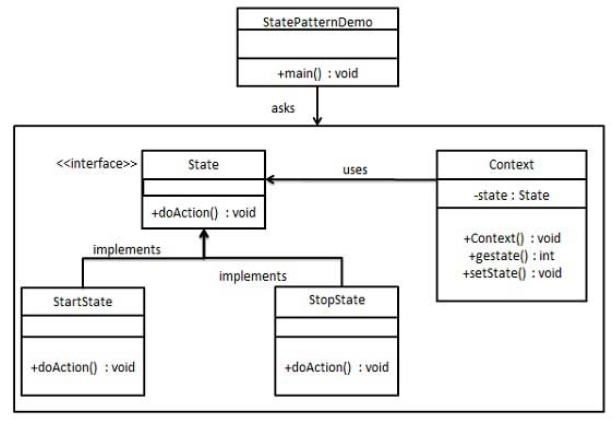 StatePatternDemo
+main() : void
asks
<<interface>>
State
+doAction() : void
uses
Context
-state : State
+Context() : void
+gestate() : int
+setState() : void
implements
implements
StartState
+doAction() : void
StopState
+doAction() : void